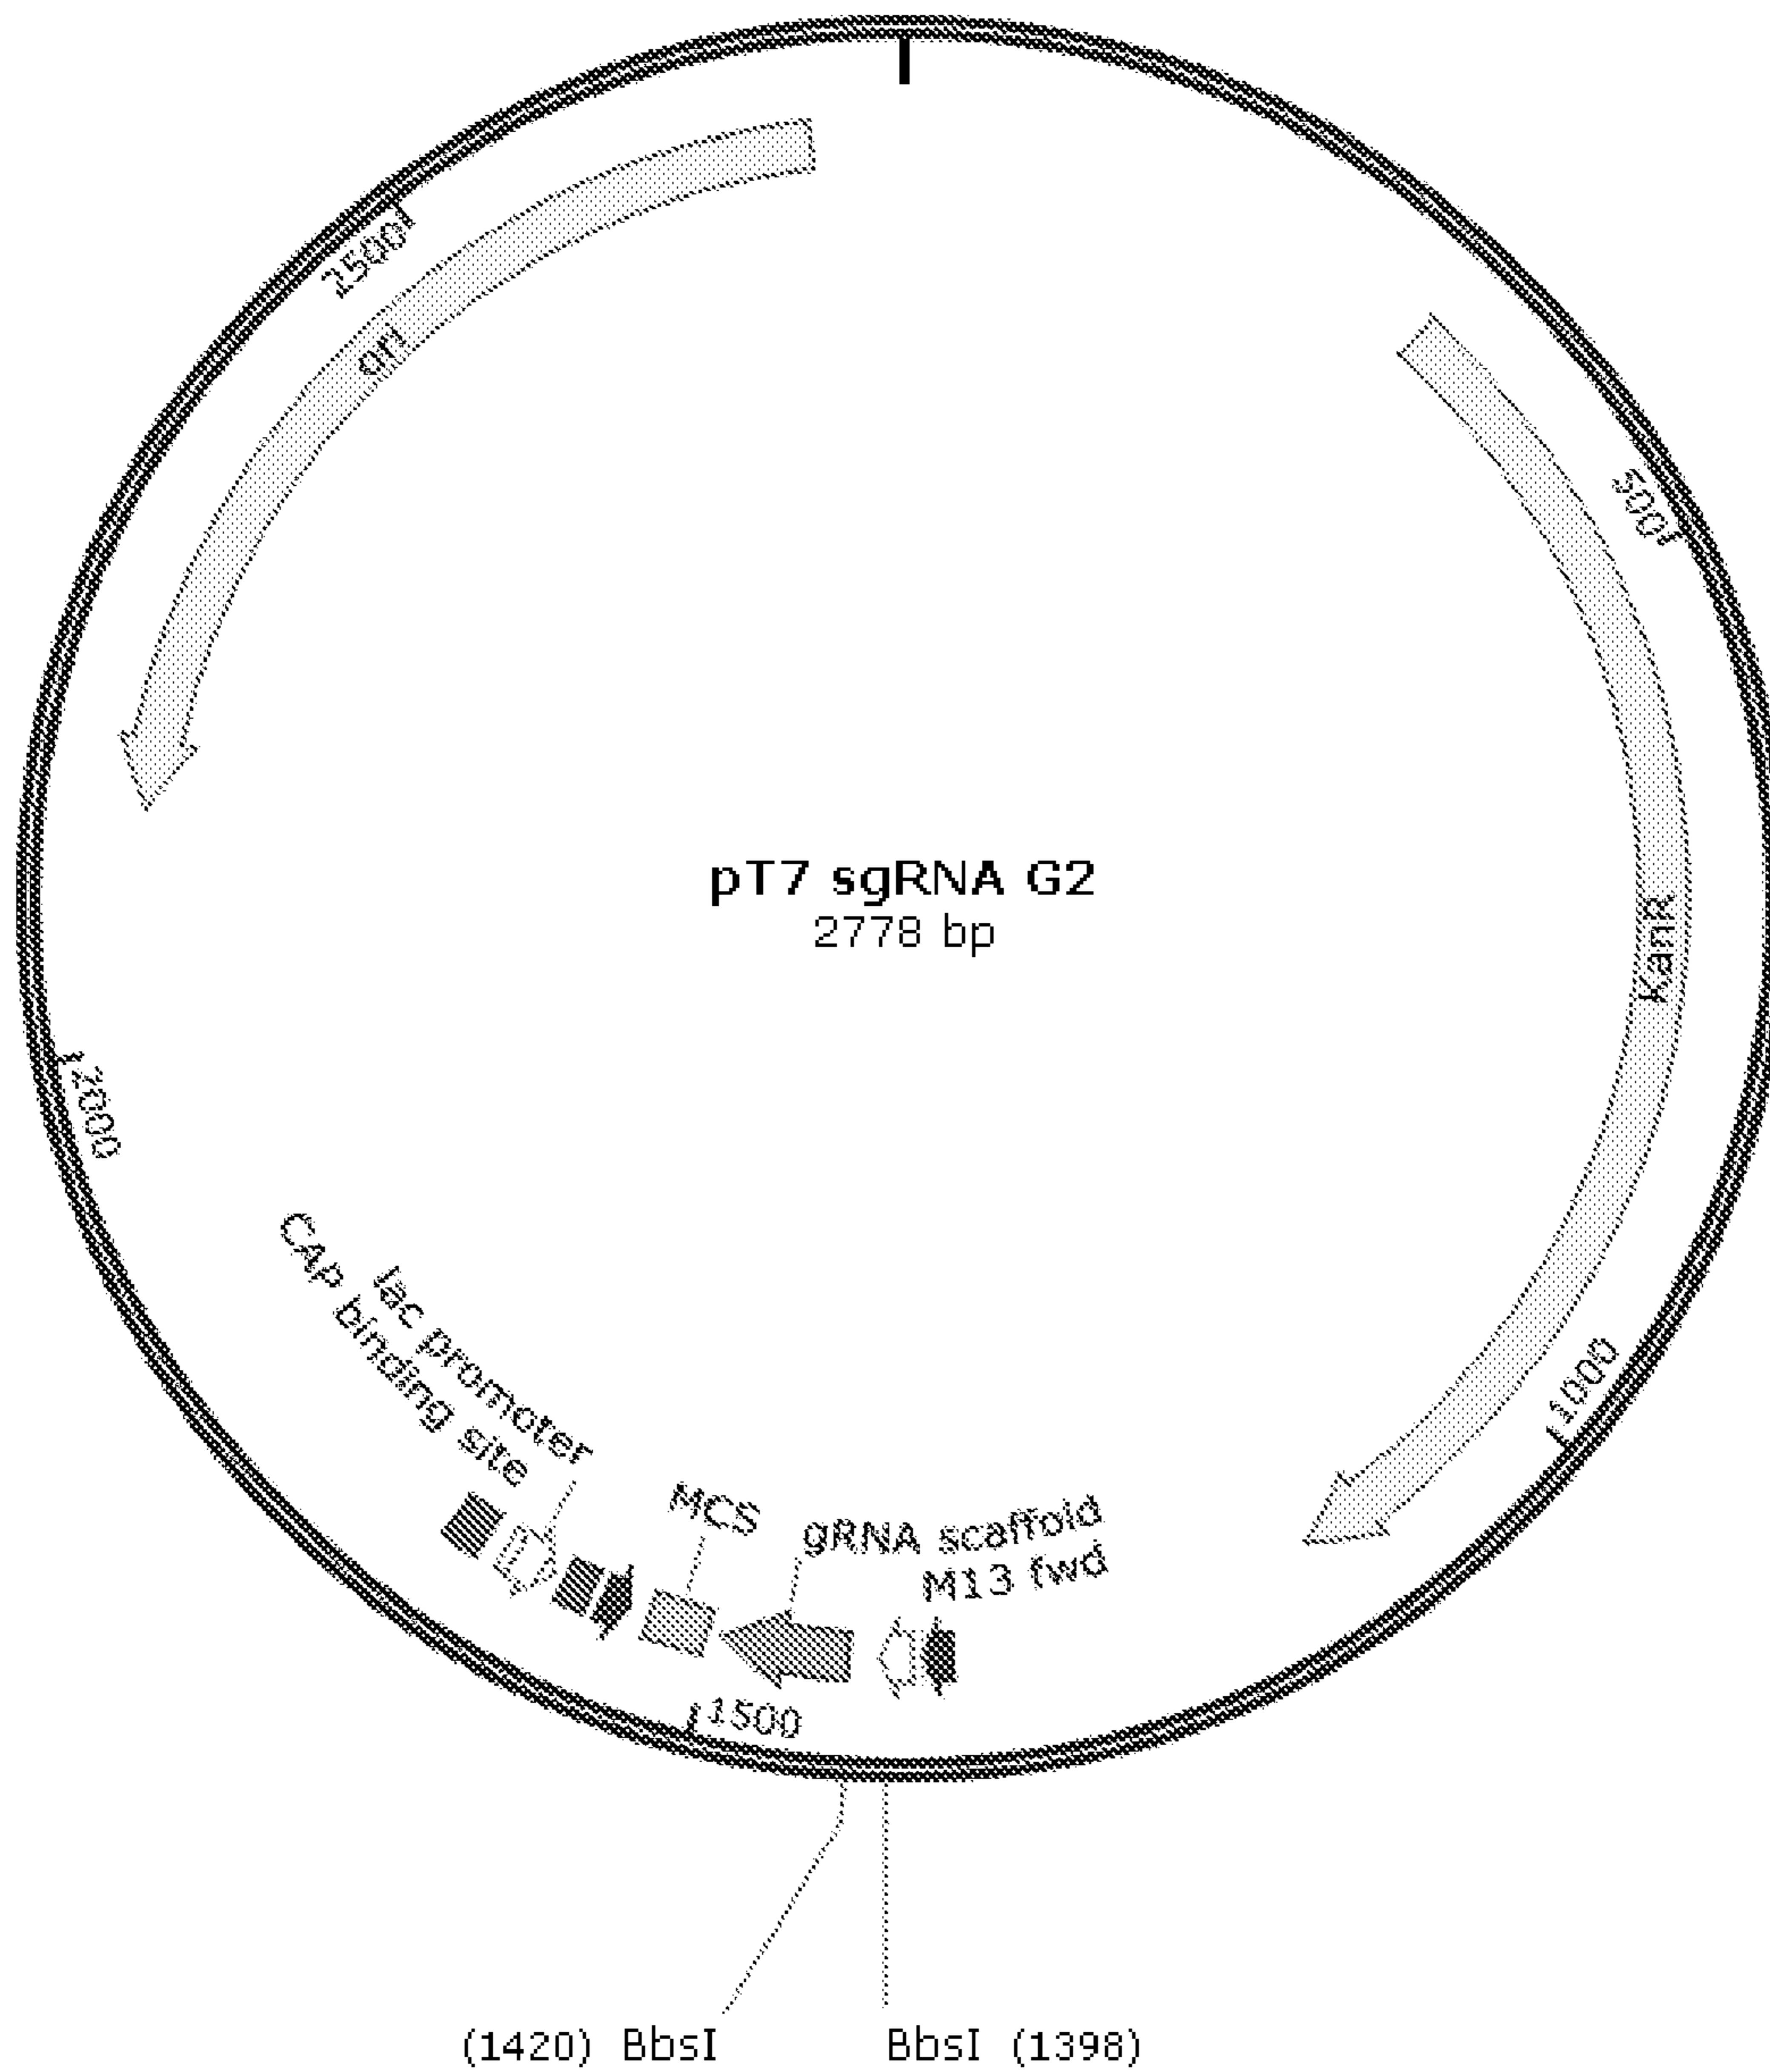 2500
ori
500
pT7 sgRNA G2
2778 bp
KanR
2000
CAP binding site
lac promoter
1000
MCS
gRNA scaffold
M13 fwd
1500
(1420) BbsI
BbsI (1398)